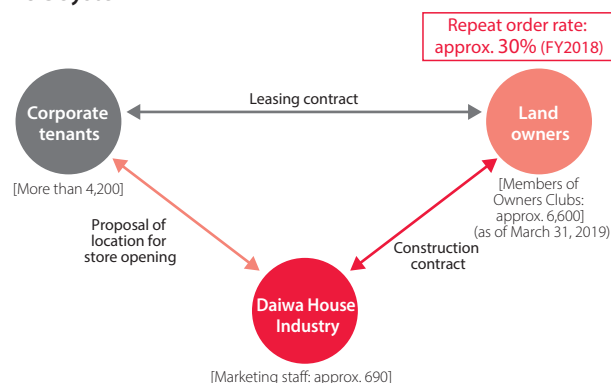 Repeat order rate:
approx. 30% (FY2018)
Corporate
tenants
Leasing contract
Land
owners
[More than 4,200]
[Members of
Owners Clubs:
approx. 6,600]
(as of March 31, 2019)
Proposal of
location for
store opening
Construction
contract
Daiwa House
Industry
[Marketing staff: approx. 690]